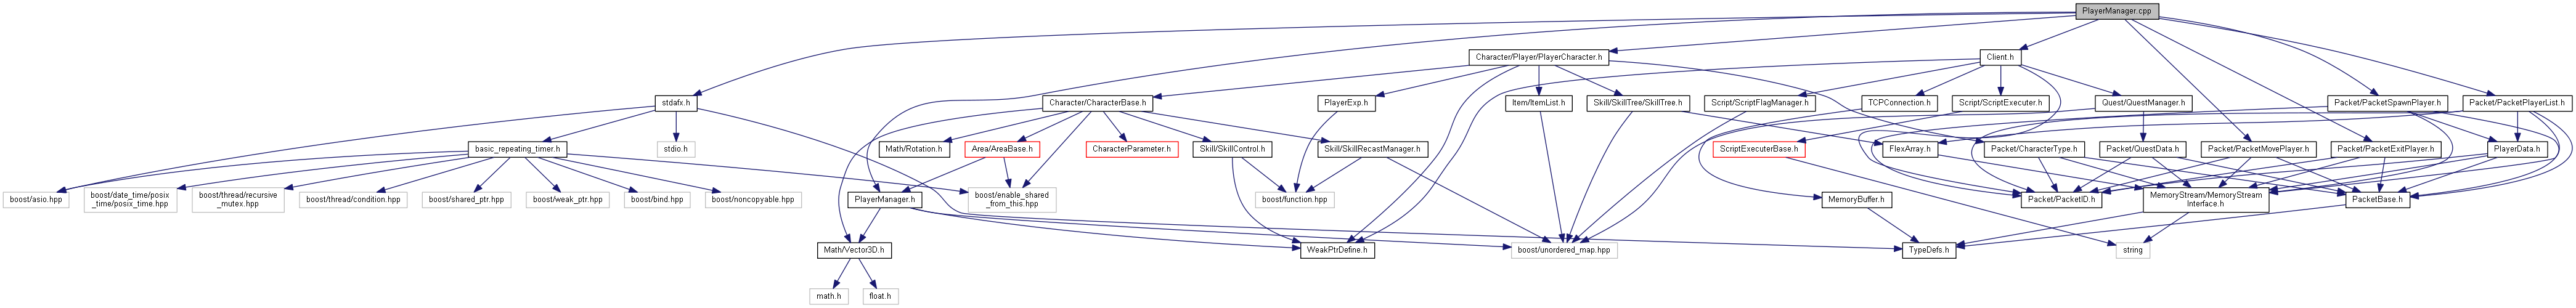 PlayerManager.cpp
Character/Player/PlayerCharacter.h
Client.h
stdafx.h
Character/CharacterBase.h
PlayerExp.h
Item/ItemList.h
Skill/SkillTree/SkillTree.h
Script/ScriptFlagManager.h
TCPConnection.h
Script/ScriptExecuter.h
Quest/QuestManager.h
Packet/PacketSpawnPlayer.h
Packet/PacketPlayerList.h
basic_repeating_timer.h
stdio.h
Math/Rotation.h
Area/AreaBase.h
CharacterParameter.h
Skill/SkillControl.h
Skill/SkillRecastManager.h
ScriptExecuterBase.h
FlexArray.h
Packet/CharacterType.h
Packet/QuestData.h
Packet/PacketMovePlayer.h
Packet/PacketExitPlayer.h
PlayerData.h
boost/asio.hpp
boost/date_time/posix
_time/posix_time.hpp
boost/thread/recursive
_mutex.hpp
boost/thread/condition.hpp
boost/shared_ptr.hpp
boost/weak_ptr.hpp
boost/bind.hpp
boost/noncopyable.hpp
PlayerManager.h
boost/enable_shared
_from_this.hpp
boost/function.hpp
MemoryBuffer.h
Packet/PacketID.h
MemoryStream/MemoryStream
Interface.h
PacketBase.h
Math/Vector3D.h
WeakPtrDefine.h
boost/unordered_map.hpp
TypeDefs.h
string
math.h
float.h